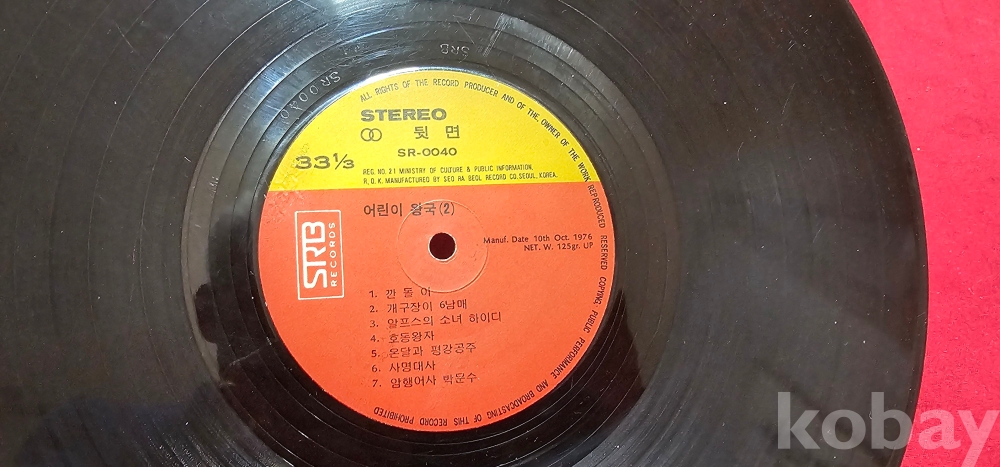 SRB
SR0040
ALL RIGHTS OF THE RECORD PRODUCER AND OF THE OWNER OF THE WORK REPRODUCED RESERVED COPYING, PUBLIC PERFORMANCE AND BROADCASTING OF THIS RECORD PROHIBITED
STEREO
뒷 면
33⅓
SR-0040
REG NO. 21 MINISTRY OF CULTURE & PUBLIC INFORMATION,
R, O, K. MANUFACTURED BY SEO RA BEOL RECORD CO, SEOUL, KOREA.
어린이 왕국 (2)
SRB
RECORDS
Manuf. Date 10th Oct. 1976
NET. W. 125gr. UP
1. 깐 돌 이
2. 개구장이 6남매
3. 알프스의 소녀 하이디
4. 호동왕자
5. 온달과 평강공주
6. 사명대사
7. 암행어사 박문수
kobay